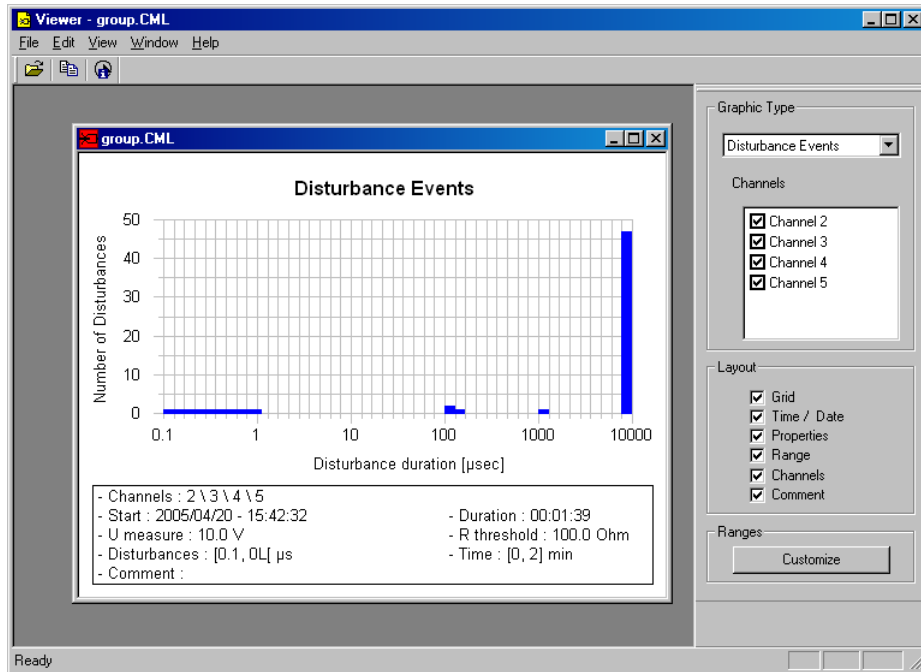 Viewer - group.CML
File Edit View Window Help
group.CML
Disturbance Events
Number of Disturbances
50
40
30
20
10
0
0.1 1 10 100 1000 10000
Disturbance duration [µsec]
- Channels : 2 \ 3 \ 4 \ 5
- Start : 2005/04/20 - 15:42:32 - Duration : 00:01:39
- U measure : 10.0 V - R threshold : 100.0 Ohm
- Disturbances : [0.1, 0L[ µs - Time : [0, 2] min
- Comment :
Graphic Type
Disturbance Events
Channels
Channel 2
Channel 3
Channel 4
Channel 5
Layout
Grid
Time / Date
Properties
Range
Channels
Comment
Ranges
Customize
Ready